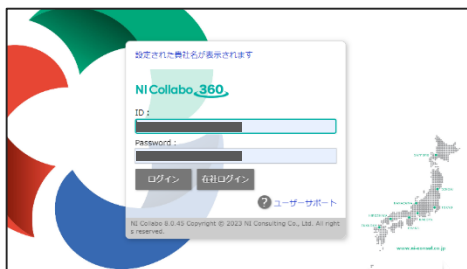 設定された貴社名が表示されます
NI Collabo 360
ID :
Password :
ログイン 在社ログイン
? ユーザーサポート
NI Collabo 8.0.45 Copyright © 2023 NI Consulting Co., Ltd. All right
s reserved.